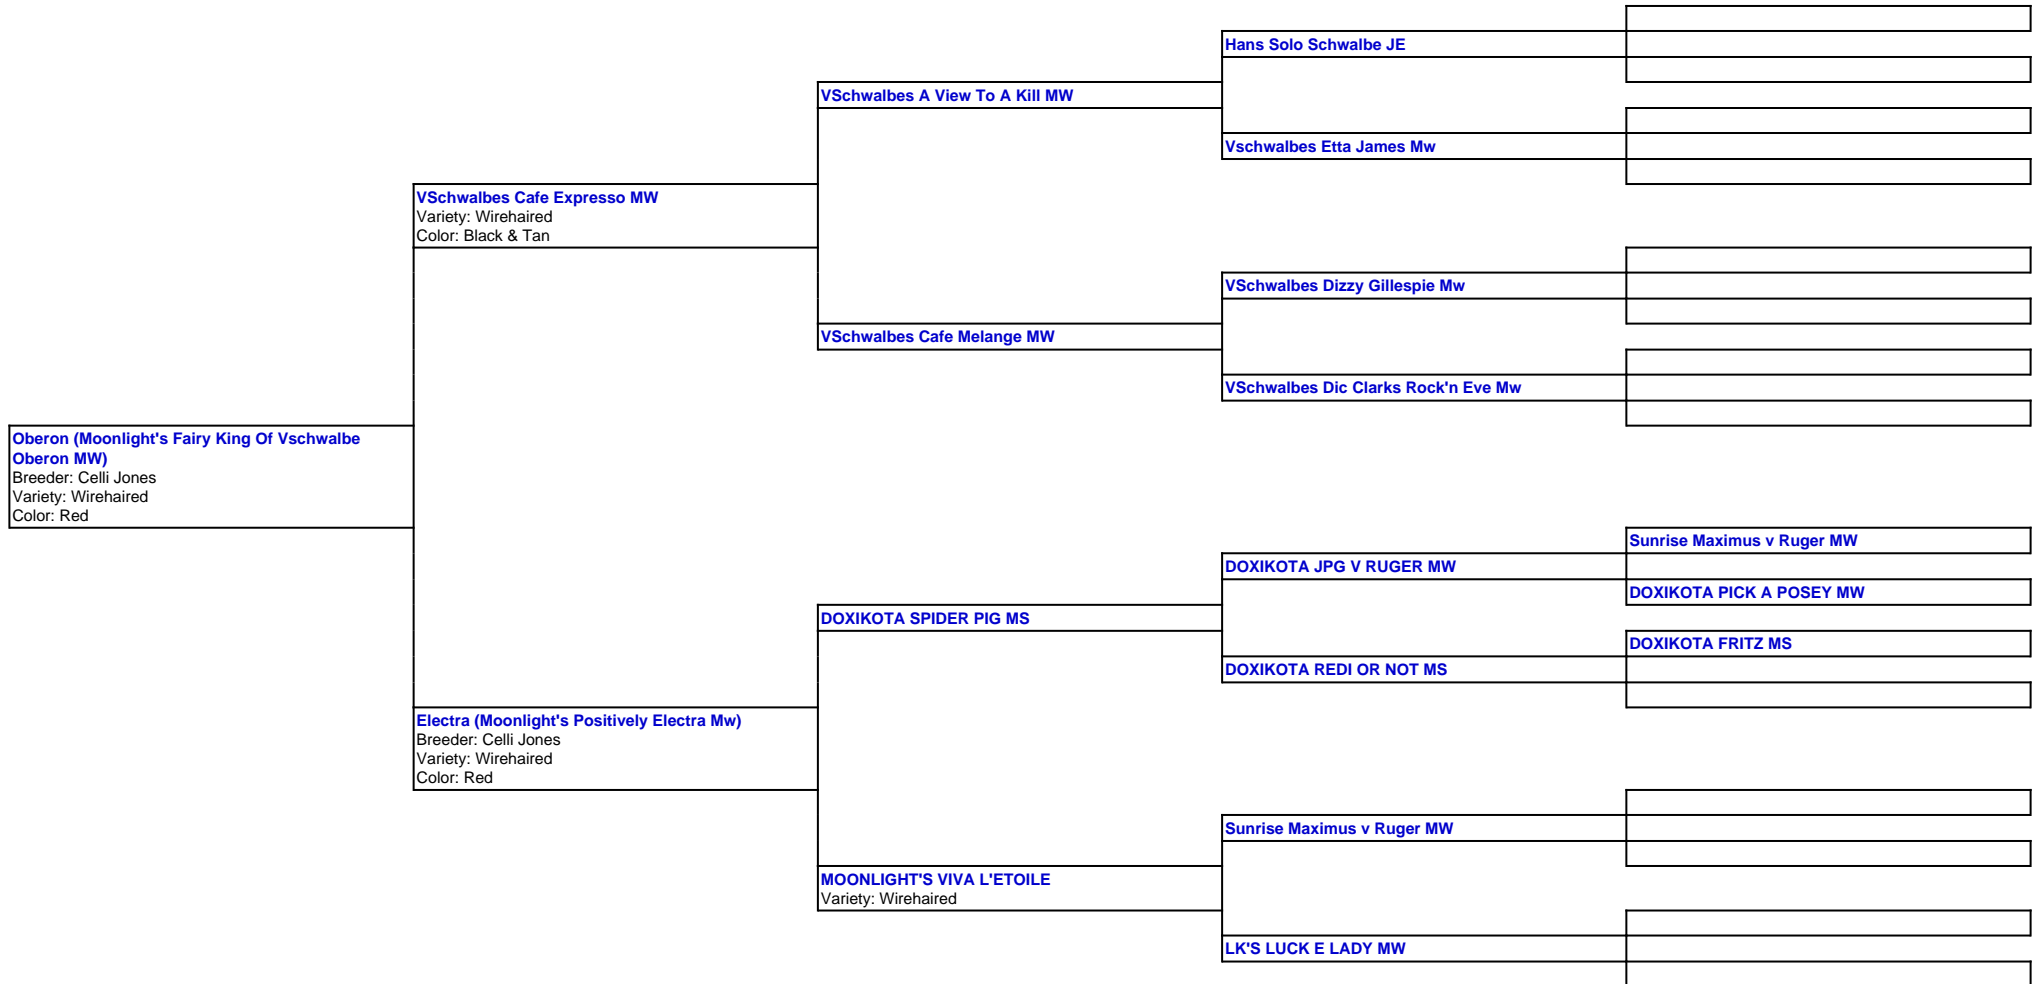 Hans Solo Schwalbe JE
VSchwalbes A View To A Kill MW
Vschwalbes Etta James Mw
VSchwalbes Cafe Expresso MW
Variety: Wirehaired
Color: Black & Tan
VSchwalbes Dizzy Gillespie Mw
VSchwalbes Cafe Melange MW
VSchwalbes Dic Clarks Rock'n Eve Mw
Oberon (Moonlight's Fairy King Of Vschwalbe
Oberon MW)
Breeder: Celli Jones
Variety: Wirehaired
Color: Red
Sunrise Maximus v Ruger MW
DOXIKOTA JPG V RUGER MW
DOXIKOTA PICK A POSEY MW
DOXIKOTA SPIDER PIG MS
DOXIKOTA FRITZ MS
DOXIKOTA REDI OR NOT MS
Electra (Moonlight's Positively Electra Mw)
Breeder: Celli Jones
Variety: Wirehaired
Color: Red
Sunrise Maximus v Ruger MW
MOONLIGHT'S VIVA L'ETOILE
Variety: Wirehaired
LK'S LUCK E LADY MW